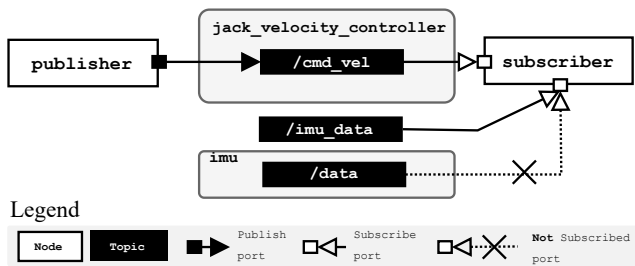 jack_velocity_controller
publisher
/cmd_vel
subscriber
/imu_data
imu
/data
Legend
Node
Topic
Publish
port
Subscribe
port
Not Subscribed
port